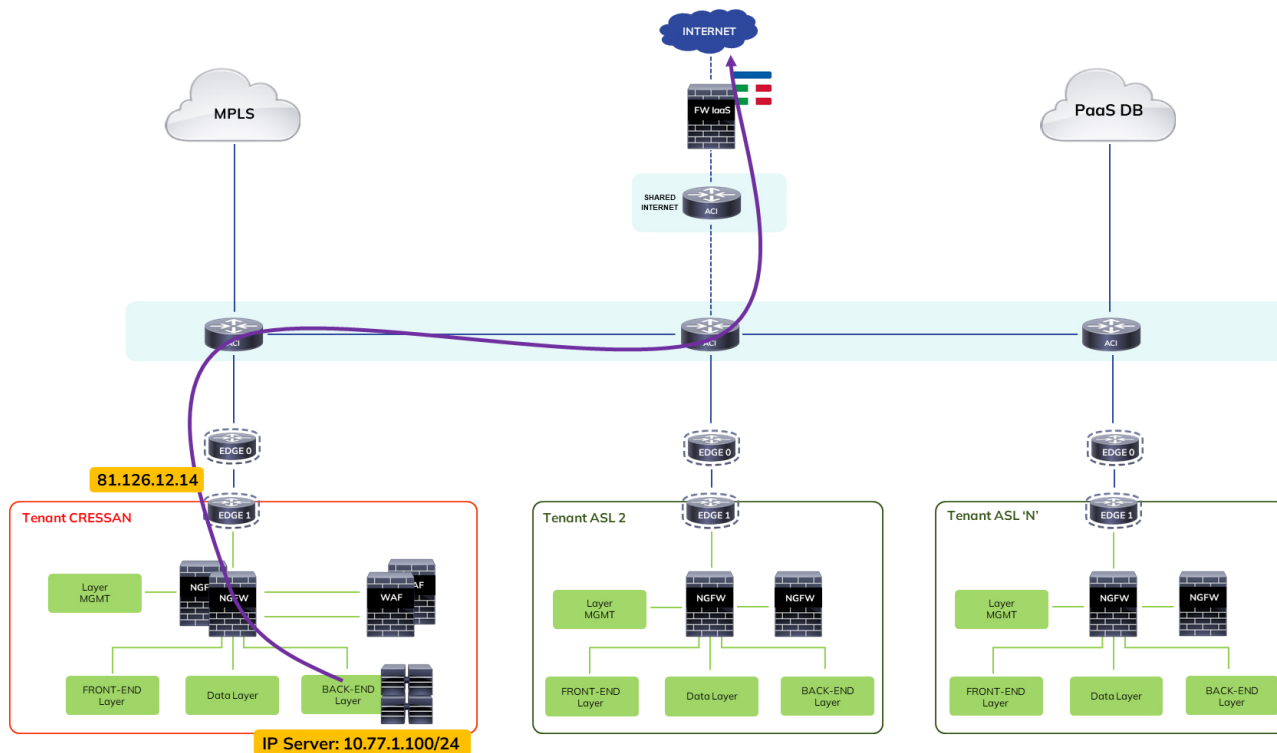 INTERNET
MPLS
FW IaaS
PaaS DB
SHARED
INTERNET
ACI
ACI
ACI
ACI
EDGE 0
EDGE 0
EDGE 0
81.126.12.14
Tenant CRESSAN
EDGE 1
Tenant ASL 2
EDGE 1
Tenant ASL ‘N’
EDGE 1
Layer
MGMT
NGF
NGFW
WAF
AF
Layer
MGMT
NGFW
NGFW
Layer
MGMT
NGFW
NGFW
FRONT-END
Layer
Data Layer
BACK-END
Layer
FRONT-END
Layer
Data Layer
BACK-END
Layer
FRONT-END
Layer
Data Layer
BACK-END
Layer
IP Server: 10.77.1.100/24